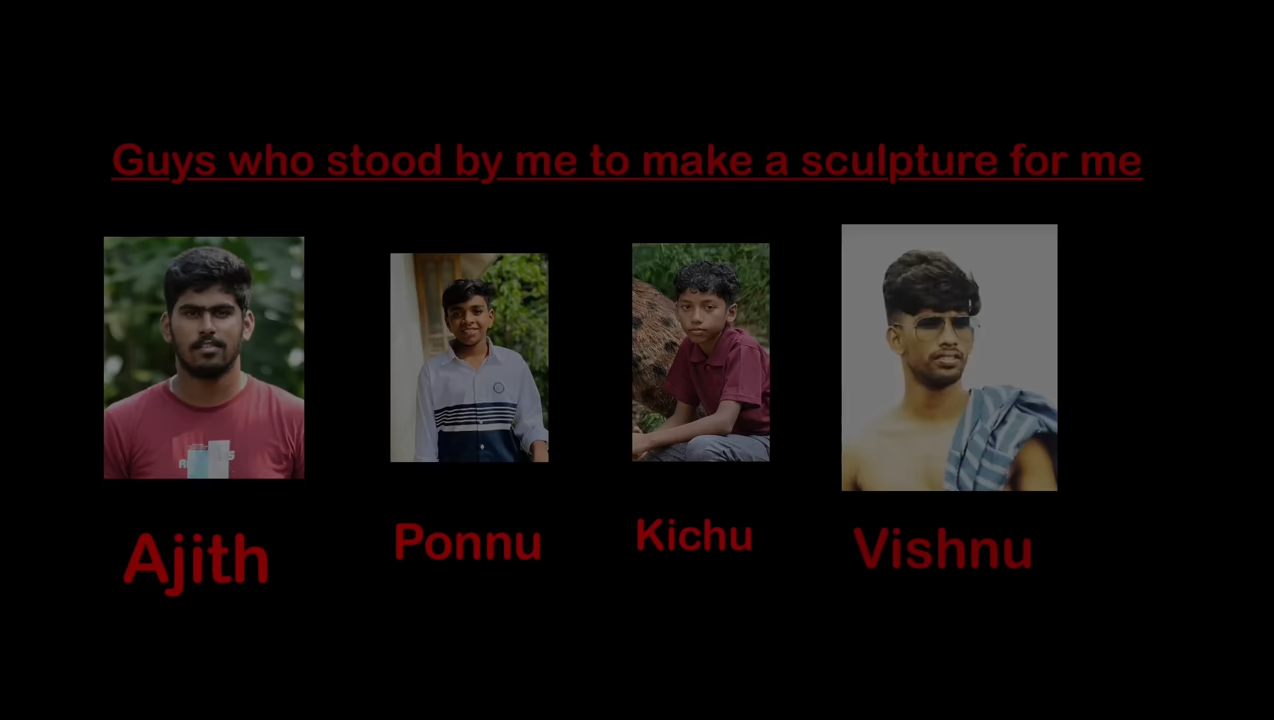 Guys who stood by me to make a sculpture for me
Ajith
Ponnu
Kichu
Vishnu